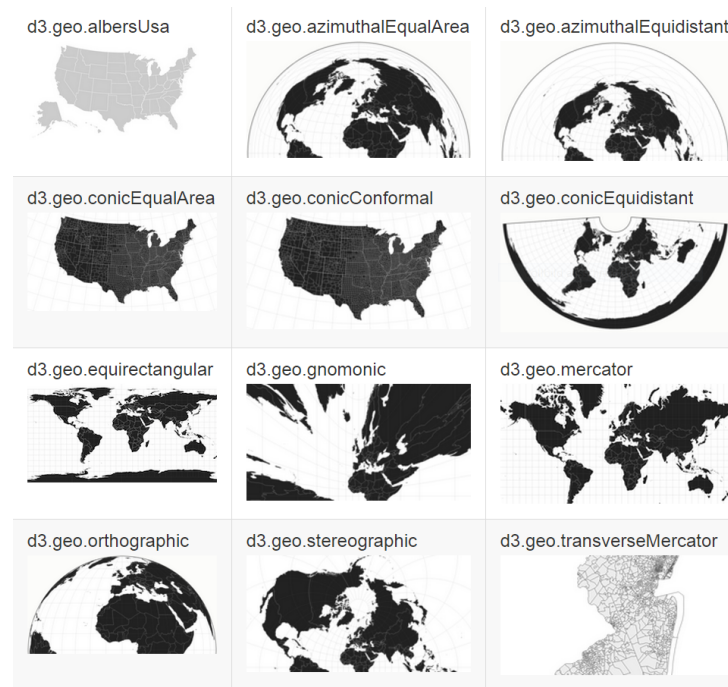 d3.geo.albersUsa
d3.geo.azimuthalEqualArea
d3.geo.azimuthalEquidistant
d3.geo.conicEqualArea
d3.geo.conicConformal
d3.geo.conicEquidistant
d3.geo.equirectangular
d3.geo.gnomonic
d3.geo.mercator
d3.geo.orthographic
d3.geo.stereographic
d3.geo.transverseMercator